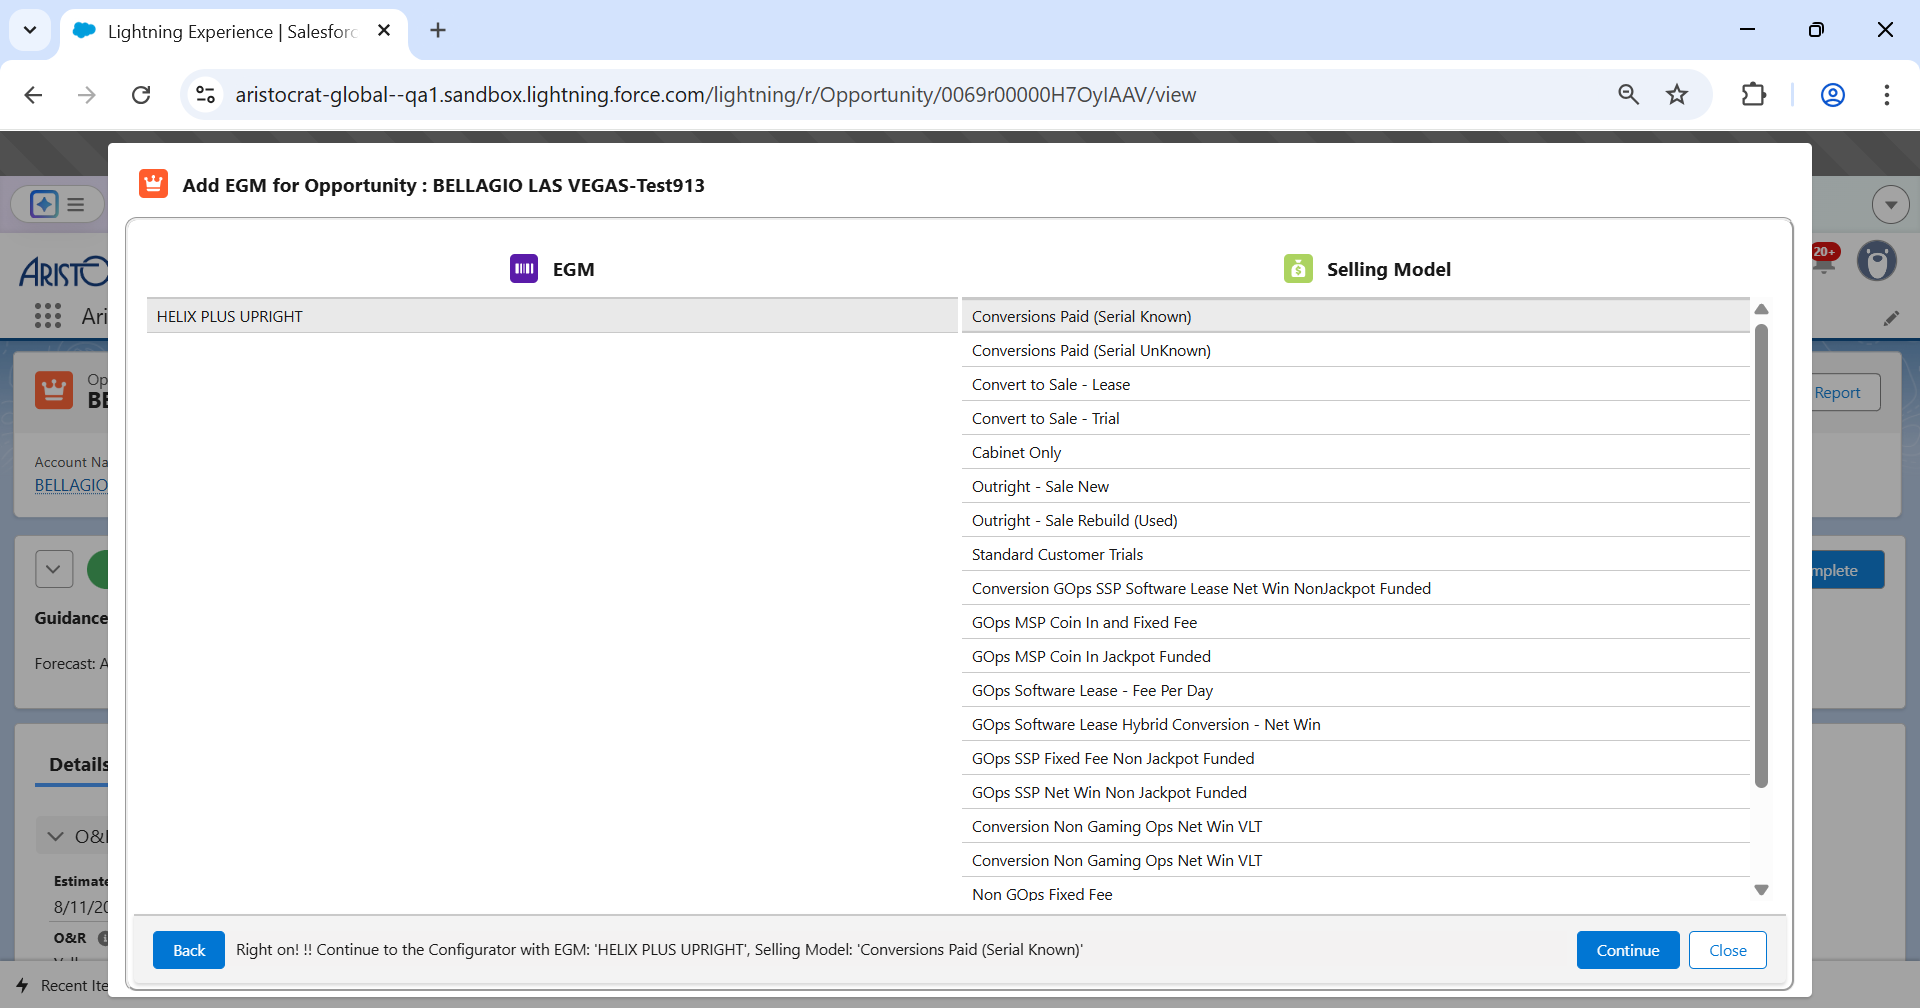 Lightning Experience | Salesforc
aristocrat-global--qa1.sandbox.lightning.force.com/lightning/r/Opportunity/0069r00000H7OyIAAV/view
Add EGM for Opportunity : BELLAGIO LAS VEGAS-Test913
EGM
Selling Model
HELIX PLUS UPRIGHT
Conversions Paid (Serial Known)
Conversions Paid (Serial UnKnown)
Convert to Sale - Lease
Convert to Sale - Trial
Cabinet Only
Outright - Sale New
Outright - Sale Rebuild (Used)
Standard Customer Trials
Conversion GOps SSP Software Lease Net Win NonJackpot Funded
GOps MSP Coin In and Fixed Fee
GOps MSP Coin In Jackpot Funded
GOps Software Lease - Fee Per Day
GOps Software Lease Hybrid Conversion - Net Win
GOps SSP Fixed Fee Non Jackpot Funded
GOps SSP Net Win Non Jackpot Funded
Conversion Non Gaming Ops Net Win VLT
Conversion Non Gaming Ops Net Win VLT
Non GOps Fixed Fee
Back
Right on! !! Continue to the Configurator with EGM: 'HELIX PLUS UPRIGHT', Selling Model: 'Conversions Paid (Serial Known)'
Continue
Close
ARISTO
Ari
20+
Op
BE
Report
Account Na
BELLAGIO
mplete
Guidance
Forecast: A
Details
O&
Estimate
8/11/20
O&R
Recent Ite